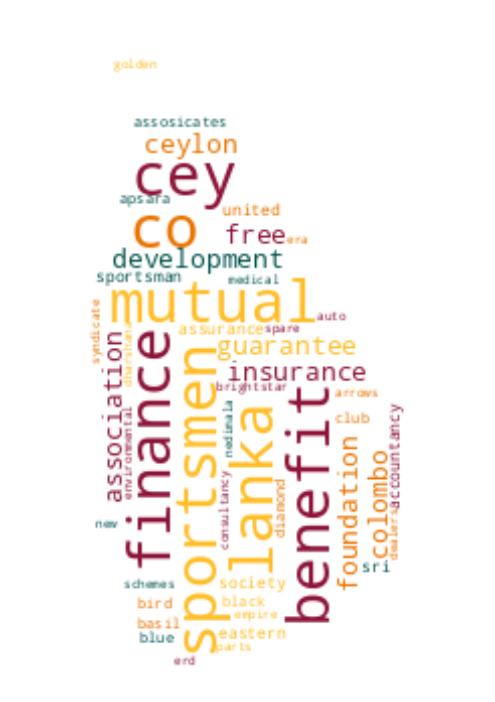 golden
assosicates
ceylon
cey
apsara
united
co
free
era
development
sportsman
medical
mutual
auto
syndicate
dharshana
assurance
spare
association
finance
sportsmen
guarantee
insurance
brightstar
benefit
arrows
environmental
nedimala
lanka
club
accountancy
foundation
colombo
consultancy
diamond
dealers
new
sri
schemes
society
bird
black
empire
basil
blue
eastern
parts
erd